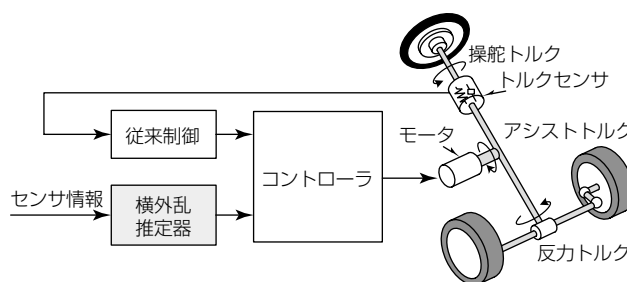 操舵トルク
トルクセンサ
従来制御
モータ
アシストトルク
コントローラ
センサ情報
横外乱
推定器
反力トルク